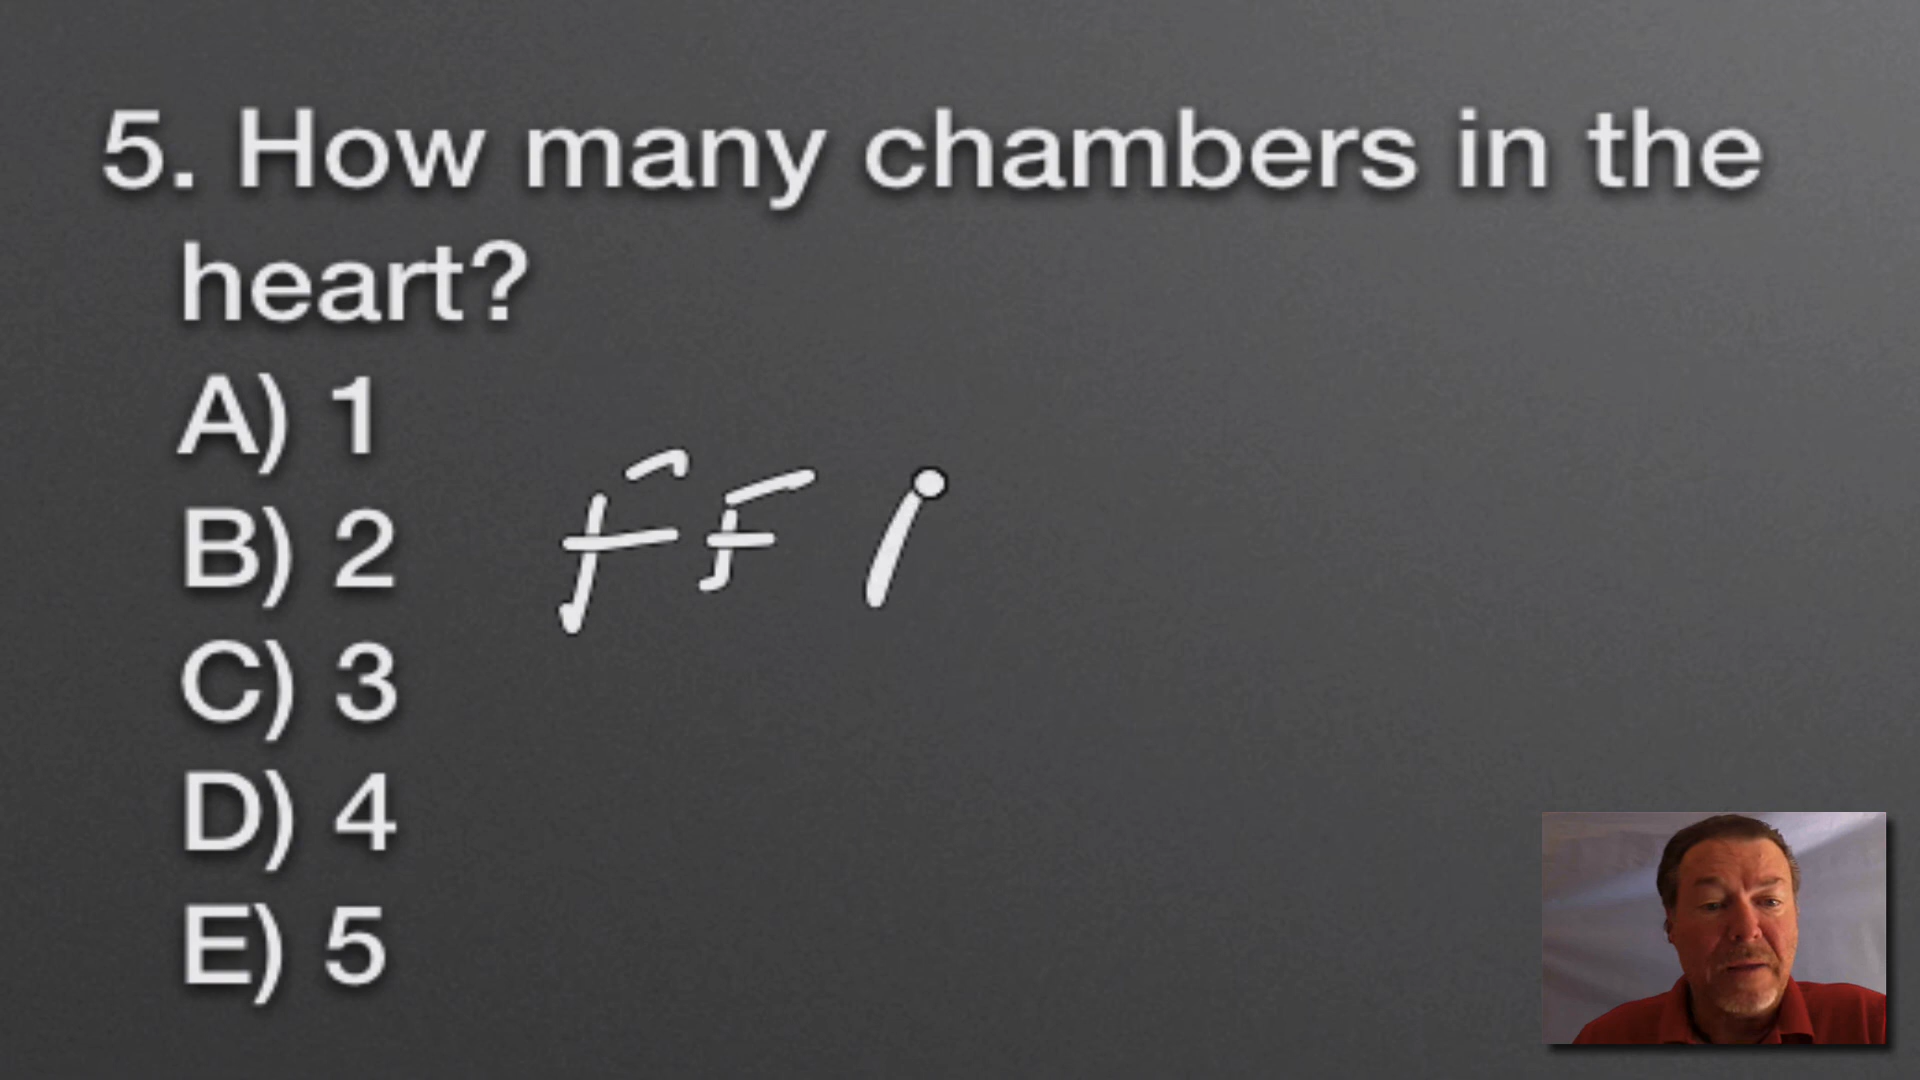 5. How many chambers in the
heart?
A) 1
B) 2
C) 3
D) 4
E) 5